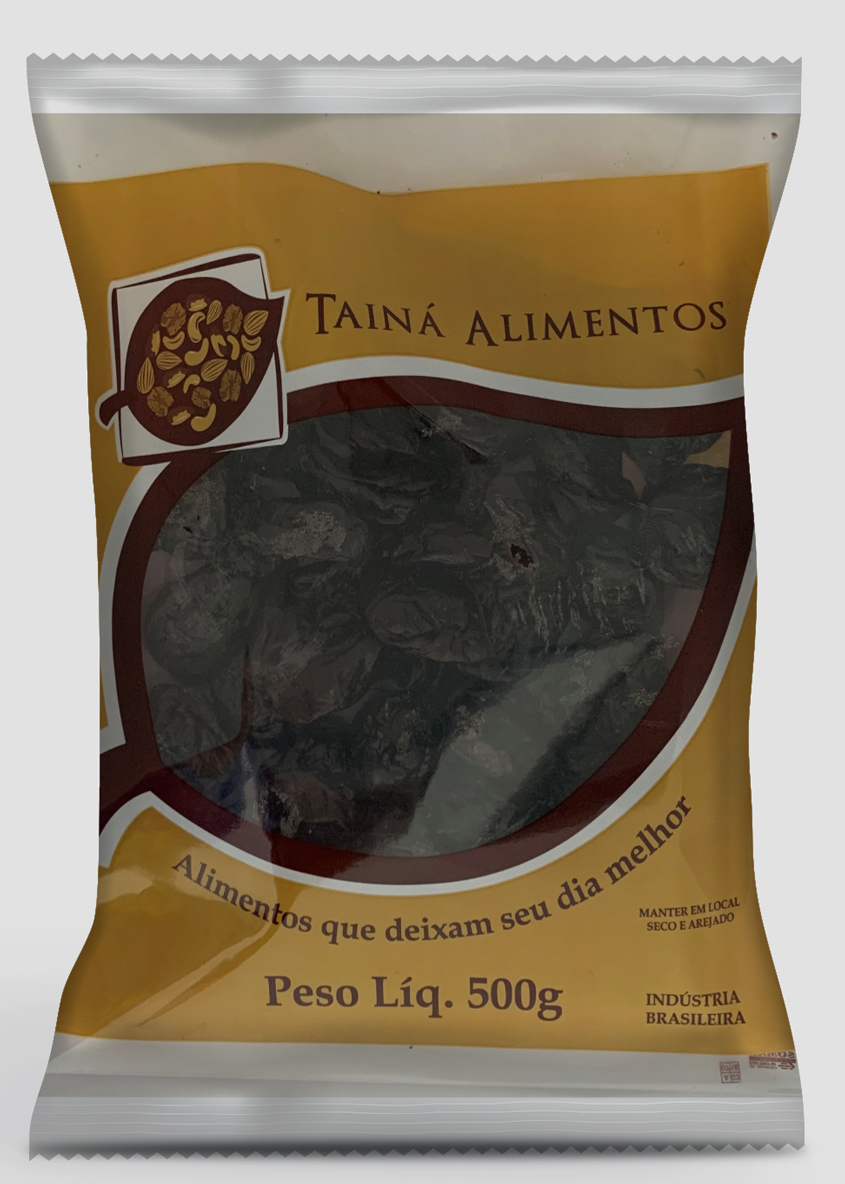 TAINÁ ALIMENTOS
Alimentos que deixam seu dia melhor
MANTER EM LOCAL
SECO E AREJADO
Peso Líq. 500g
INDÚSTRIA
BRASILEIRA